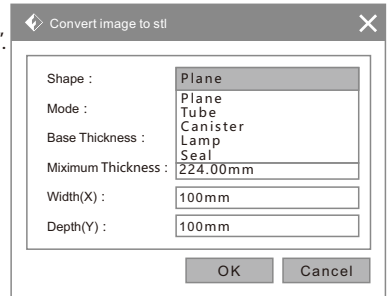 Convert image to stl
Shape : Plane
Plane
Mode : Tube
Canister
Base Thickness : Lamp
Seal
Miximum Thickness : 224.00mm
Width(X) : 100mm
Depth(Y) : 100mm
OK Cancel